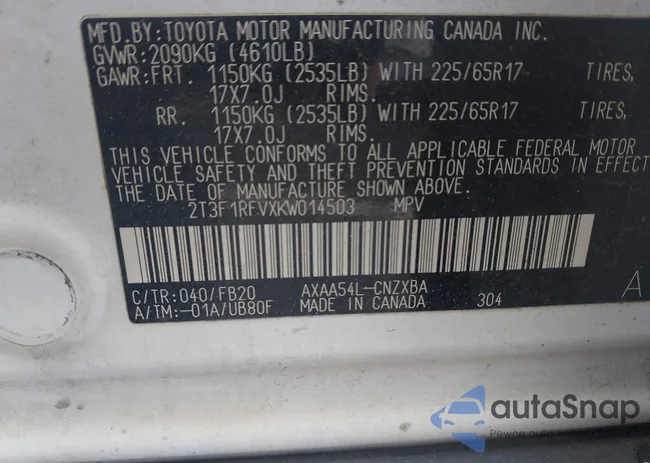 MFD.BY:TOYOTA MOTOR MANUFACTURING CANADA INC.
GVWR:2090KG (4610LB)
GAWR:FRT. 1150KG (2535LB) WITH 225/65R17 TIRES,
17X7.0J RIMS.
RR. 1150KG (2535LB) WITH 225/65R17 TIRES,
17X7.0J RIMS.
THIS VEHICLE CONFORMS TO ALL APPLICABLE FEDERAL MOTOR
VEHICLE SAFETY AND THEFT PREVENTION STANDARDS IN EFFECT
THE DATE OF MANUFACTURE SHOWN ABOVE.
2T3F1RFVXKW014503 MPV
C/TR:040/FB20 AXAA54L-CNZXBA A
A/TM:-01A/UB80F MADE IN CANADA 304
autoSnap
Pewne auto